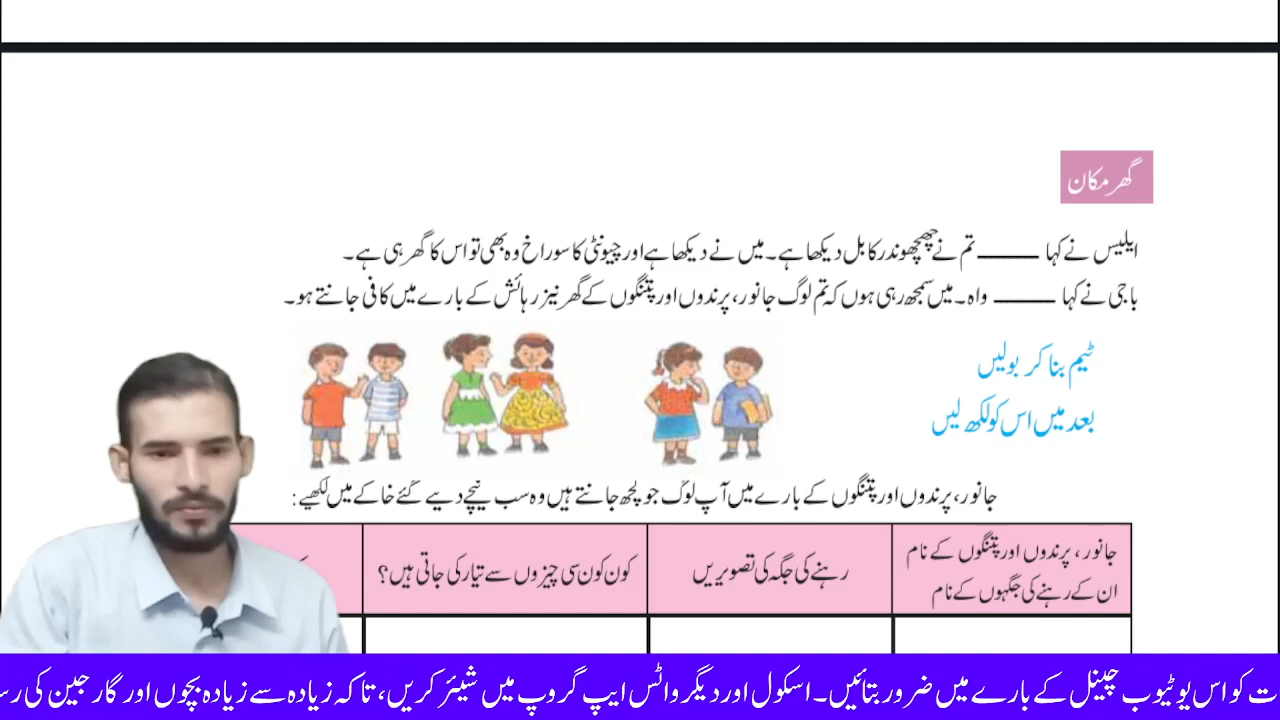 گھر مکان
ایلیس نے کہا ——— تم نے چھچھوندر کا بل دیکھا ہے۔ میں نے دیکھا ہے اور چیونٹی کا سوراخ وہ بھی تو اس کا گھر ہی ہے۔
باجی نے کہا ——— واہ۔ میں سمجھ رہی ہوں کہ تم لوگ جانور، پرندوں اور پتنگوں کے گھر نیز رہائش کے بارے میں کافی جانتے ہو۔
ٹیم بنا کر بولیں
بعد میں اس کو لکھ لیں
جانور، پرندوں اور پتنگوں کے بارے میں آپ لوگ جو کچھ جانتے ہیں وہ سب نیچے دیے گئے خاکے میں لکھیے:
جانور، پرندوں اور پتنگوں کے نام
ان کے رہنے کی جگہوں کے نام
رہنے کی جگہ کی تصویریں
کون کون سی چیزوں سے تیار کی جاتی ہیں؟
ت کو اس یوٹیوب چینل کے بارے میں ضرور بتائیں۔ اسکول اور دیگر واٹس ایپ گروپ میں شیئر کریں، تاکہ زیادہ سے زیادہ بچوں اور گارجین کی رس